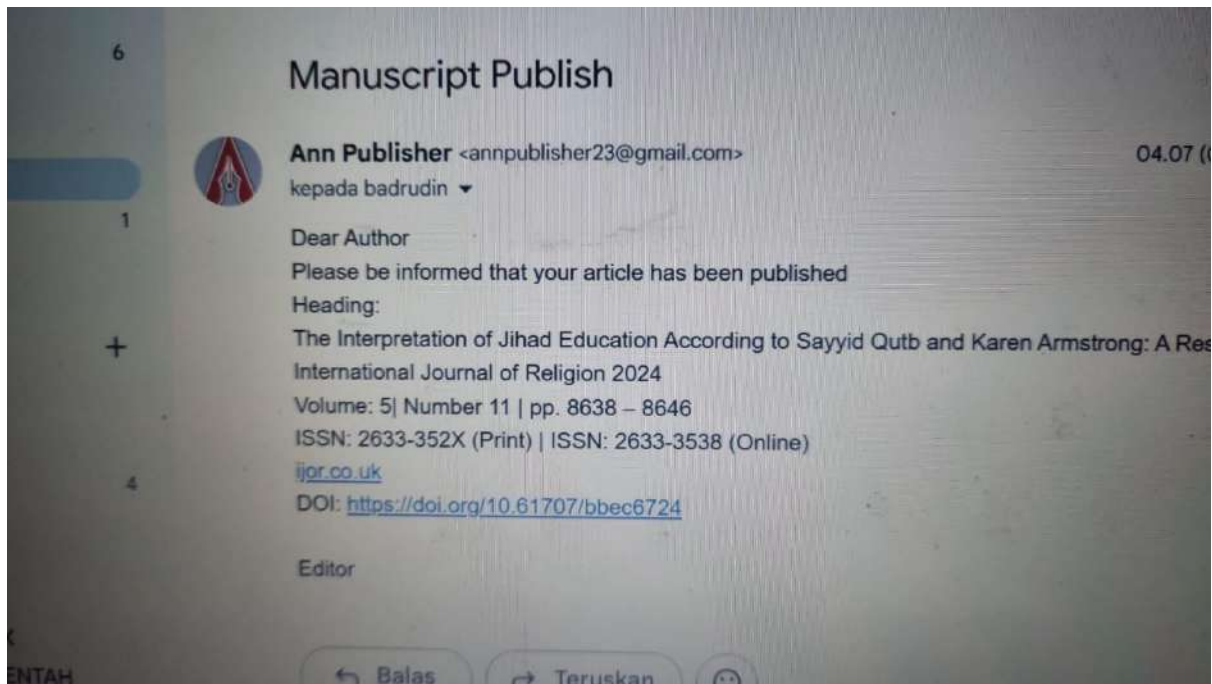 6
Manuscript Publish
Ann Publisher <annpublisher23@gmail.com>
04.07
kepada badrudin
1
Dear Author
Please be informed that your article has been published
Heading:
The Interpretation of Jihad Education According to Sayyid Qutb and Karen Armstrong: A Res
International Journal of Religion 2024
Volume: 5| Number 11 | pp. 8638 – 8646
ISSN: 2633-352X (Print) | ISSN: 2633-3538 (Online)
ijor.co.uk
4
DOI: https://doi.org/10.61707/bbec6724
Editor
ENTAH
Balas
Teruskan